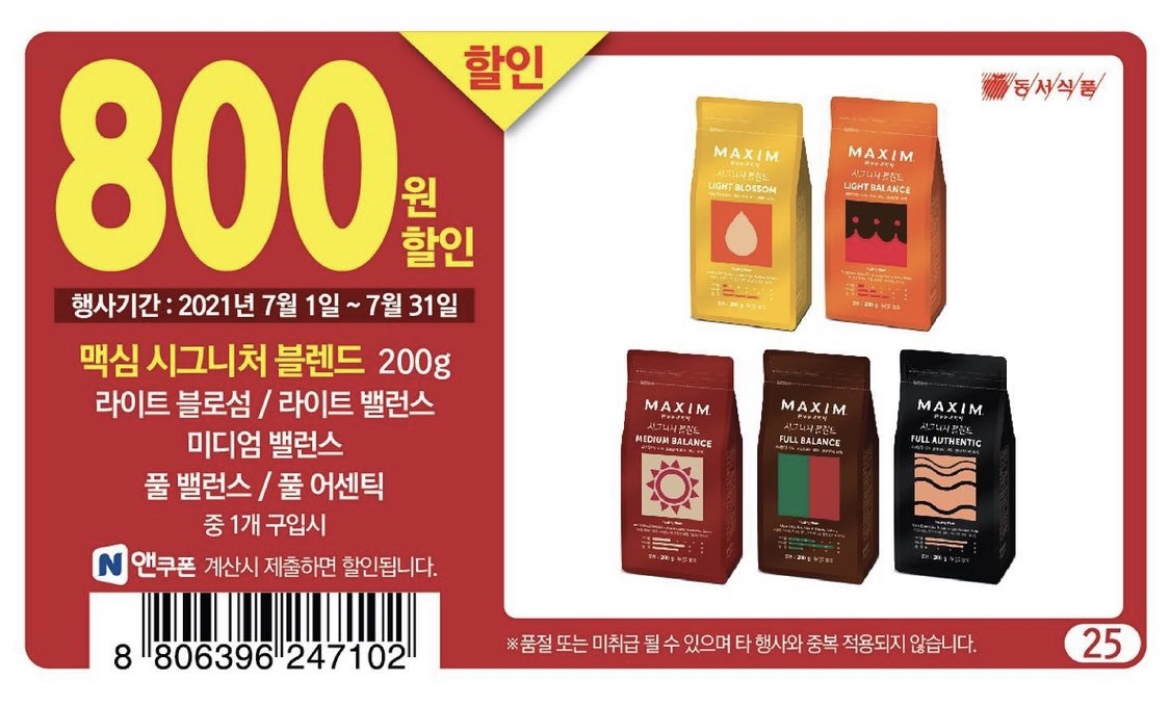 할인
800원
할인
행사기간 : 2021년 7월 1일 ~ 7월 31일
맥심 시그니처 블렌드 200g
라이트 블로섬 / 라이트 밸런스
미디엄 밸런스
풀 밸런스 / 풀 어센틱
중 1개 구입시
N 앤쿠폰 계산시 제출하면 할인됩니다.
8 806396 247102
동서식품
MAXIM
시그니처 블렌드
LIGHT BLOSSOM
MAXIM
시그니처 블렌드
LIGHT BALANCE
MAXIM
시그니처 블렌드
MEDIUM BALANCE
MAXIM
시그니처 블렌드
FULL BALANCE
MAXIM
시그니처 블렌드
FULL AUTHENTIC
※품절 또는 미취급 될 수 있으며 타 행사와 중복 적용되지 않습니다.
25